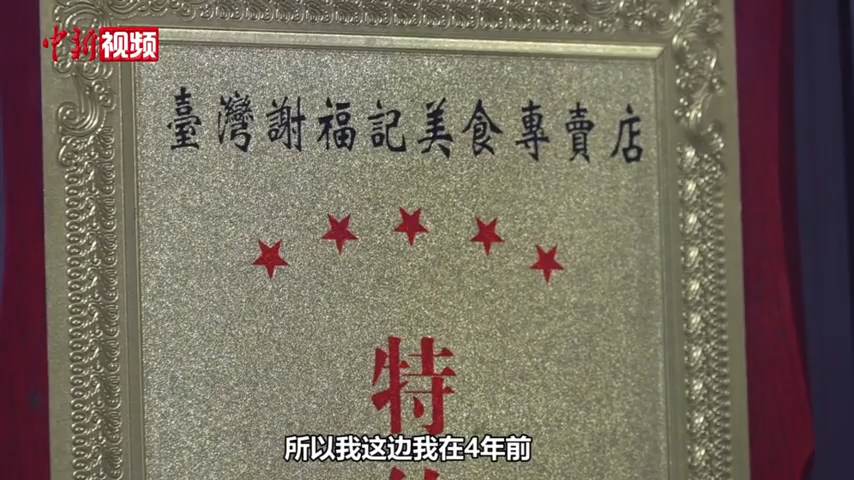 中新视频
臺灣謝福記美食專賣店
特
所以我这边我在4年前